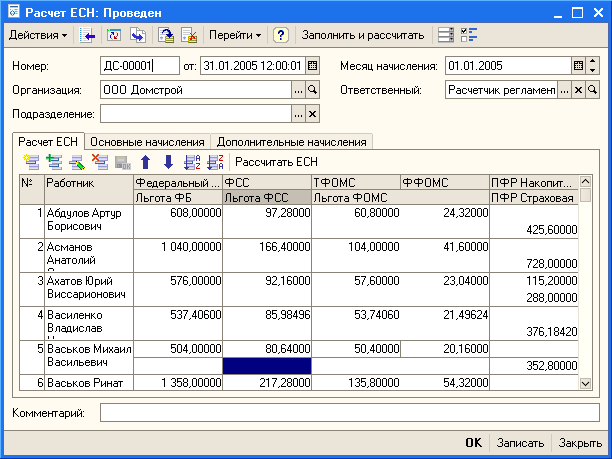 Расчет ЕСН: Проведен
Действия Перейти ? Заполнить и рассчитать
Номер: ДС-00001 от: 31.01.2005 12:00:01 Месяц начисления: 01.01.2005
Организация: ООО Домстрой ... Ответственный: Расчетчик регламент ...
Подразделение: ...
Расчет ЕСН Основные начисления Дополнительные начисления
Рассчитать ЕСН
№ Работник Федеральный ... ФСС ТФОМС ФФОМС ПФР Накопит...
Льгота ФБ Льгота ФСС Льгота ФОМС ПФР Страховая
1 Абдулов Артур 608,00000 97,28000 60,80000 24,32000
Борисович 425,60000
2 Асманов 1 040,00000 166,40000 104,00000 41,60000
Анатолий 728,00000
3 Ахатов Юрий 576,00000 92,16000 57,60000 23,04000 115,20000
Виссарионович 288,00000
4 Василенко 537,40600 85,98496 53,74060 21,49624
Владислав 376,18420
5 Васьков Михаил 504,00000 80,64000 50,40000 20,16000
Васильевич 352,80000
6 Васьков Ринат 1 358,00000 217,28000 135,80000 54,32000
Комментарий:
OK Записать Закрыть